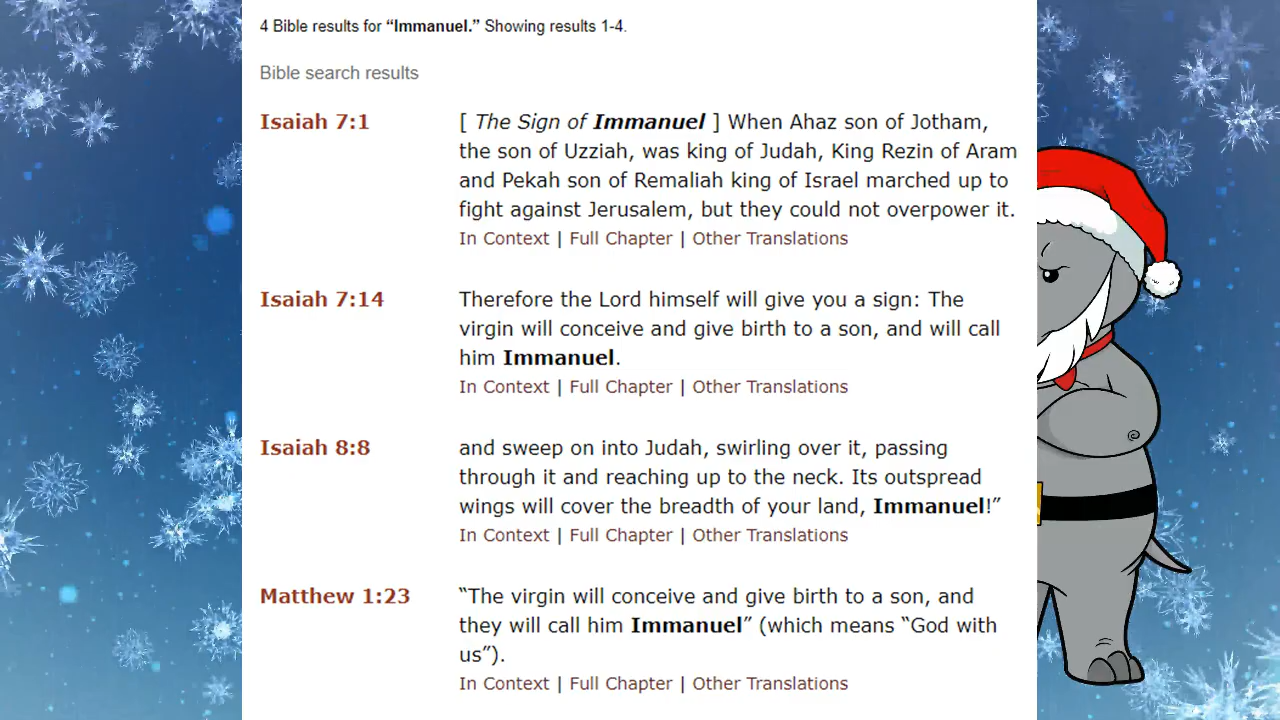 4 Bible results for “Immanuel.” Showing results 1-4.
Bible search results
Isaiah 7:1
[ The Sign of Immanuel ] When Ahaz son of Jotham,
the son of Uzziah, was king of Judah, King Rezin of Aram
and Pekah son of Remaliah king of Israel marched up to
fight against Jerusalem, but they could not overpower it.
In Context | Full Chapter | Other Translations
Isaiah 7:14
Therefore the Lord himself will give you a sign: The
virgin will conceive and give birth to a son, and will call
him Immanuel.
In Context | Full Chapter | Other Translations
Isaiah 8:8
and sweep on into Judah, swirling over it, passing
through it and reaching up to the neck. Its outspread
wings will cover the breadth of your land, Immanuel!”
In Context | Full Chapter | Other Translations
Matthew 1:23
“The virgin will conceive and give birth to a son, and
they will call him Immanuel” (which means “God with
us”).
In Context | Full Chapter | Other Translations